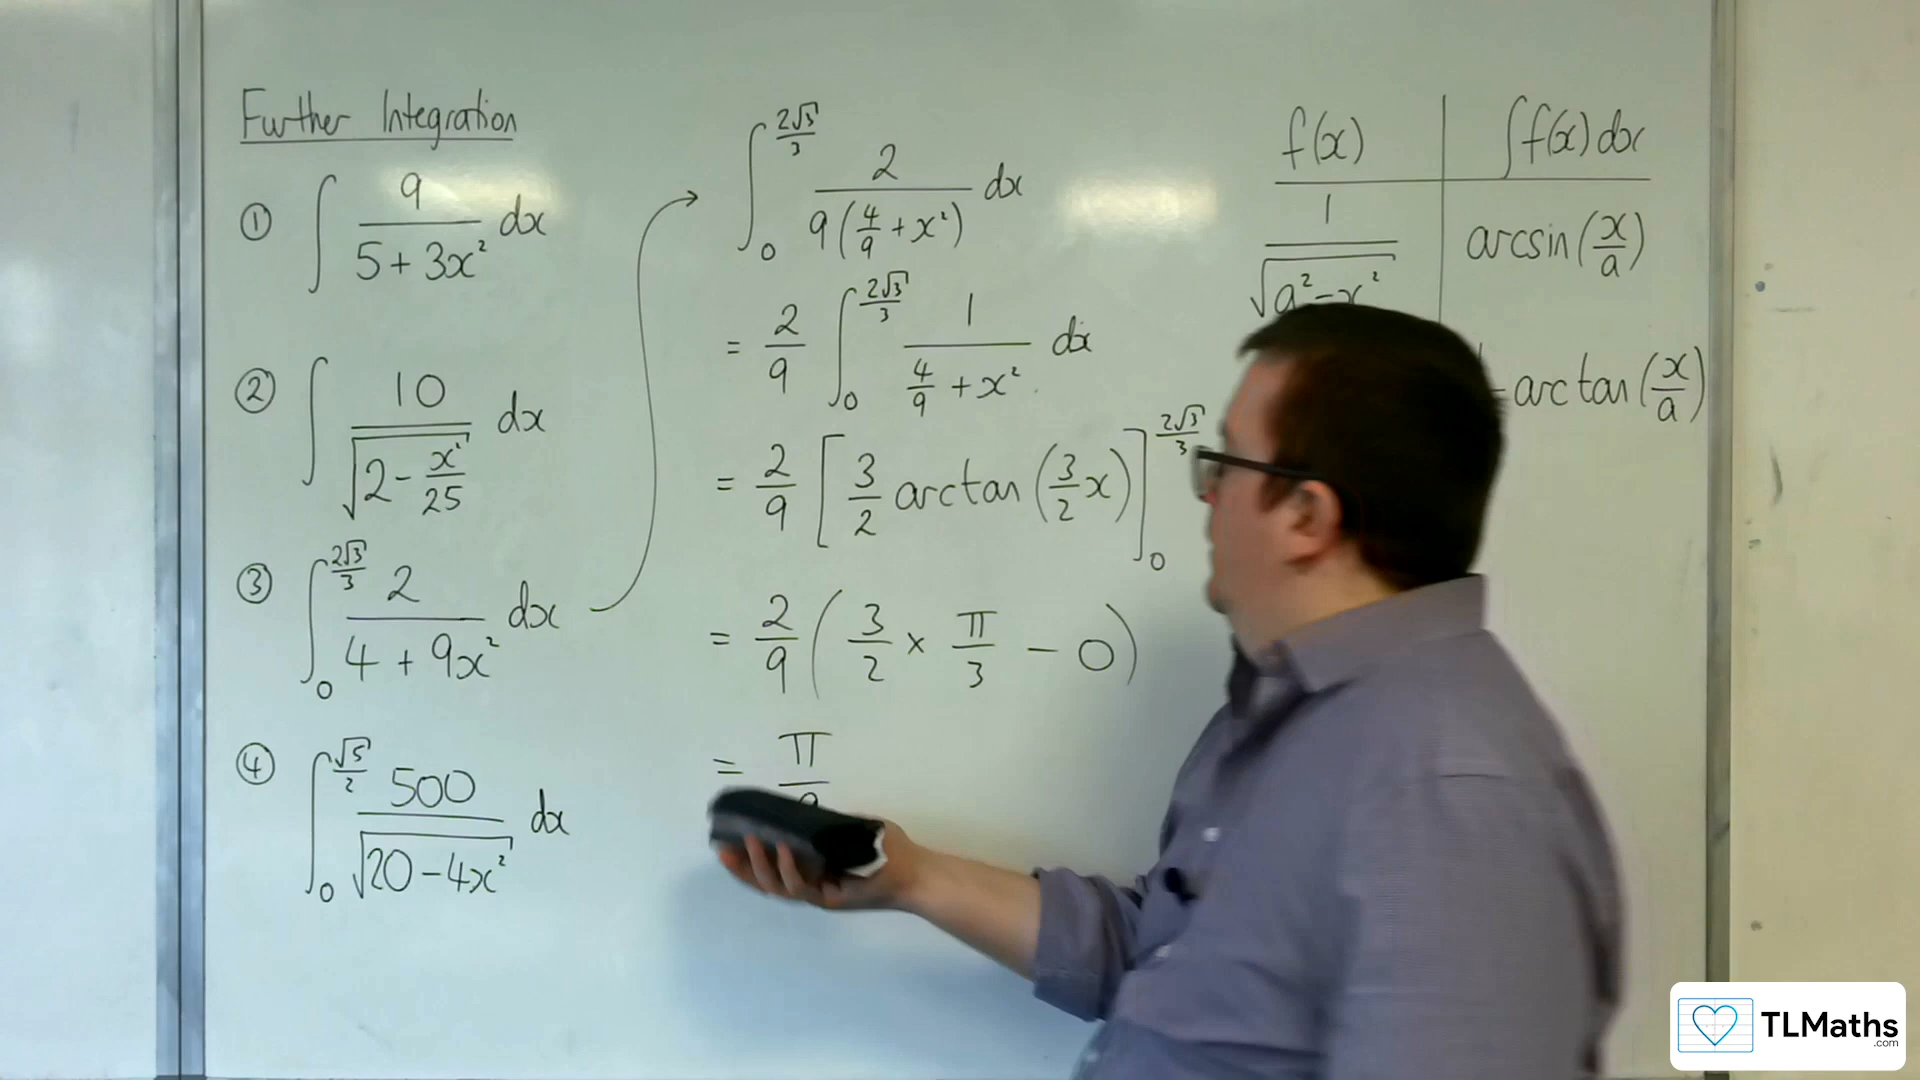 Further Integration
① ∫ 9/(5 + 3x²) dx
② ∫ 10/√(2 - x²/25) dx
③ ∫₀^(2√3/3) 2/(4 + 9x²) dx
④ ∫₀^(√5/2) 500/√(20 - 4x²) dx
∫₀^(2√3/3) 2/(9(4/9 + x²)) dx
= 2/9 ∫₀^(2√3/3) 1/(4/9 + x²) dx
= 2/9 [3/2 arctan(3/2 x)]₀^(2√3/3)
= 2/9 (3/2 × π/3 - 0)
= π
f(x) ∫f(x) dx
1/√(a² - x²) arcsin(x/a)
arctan(x/a)
TLMaths
.com